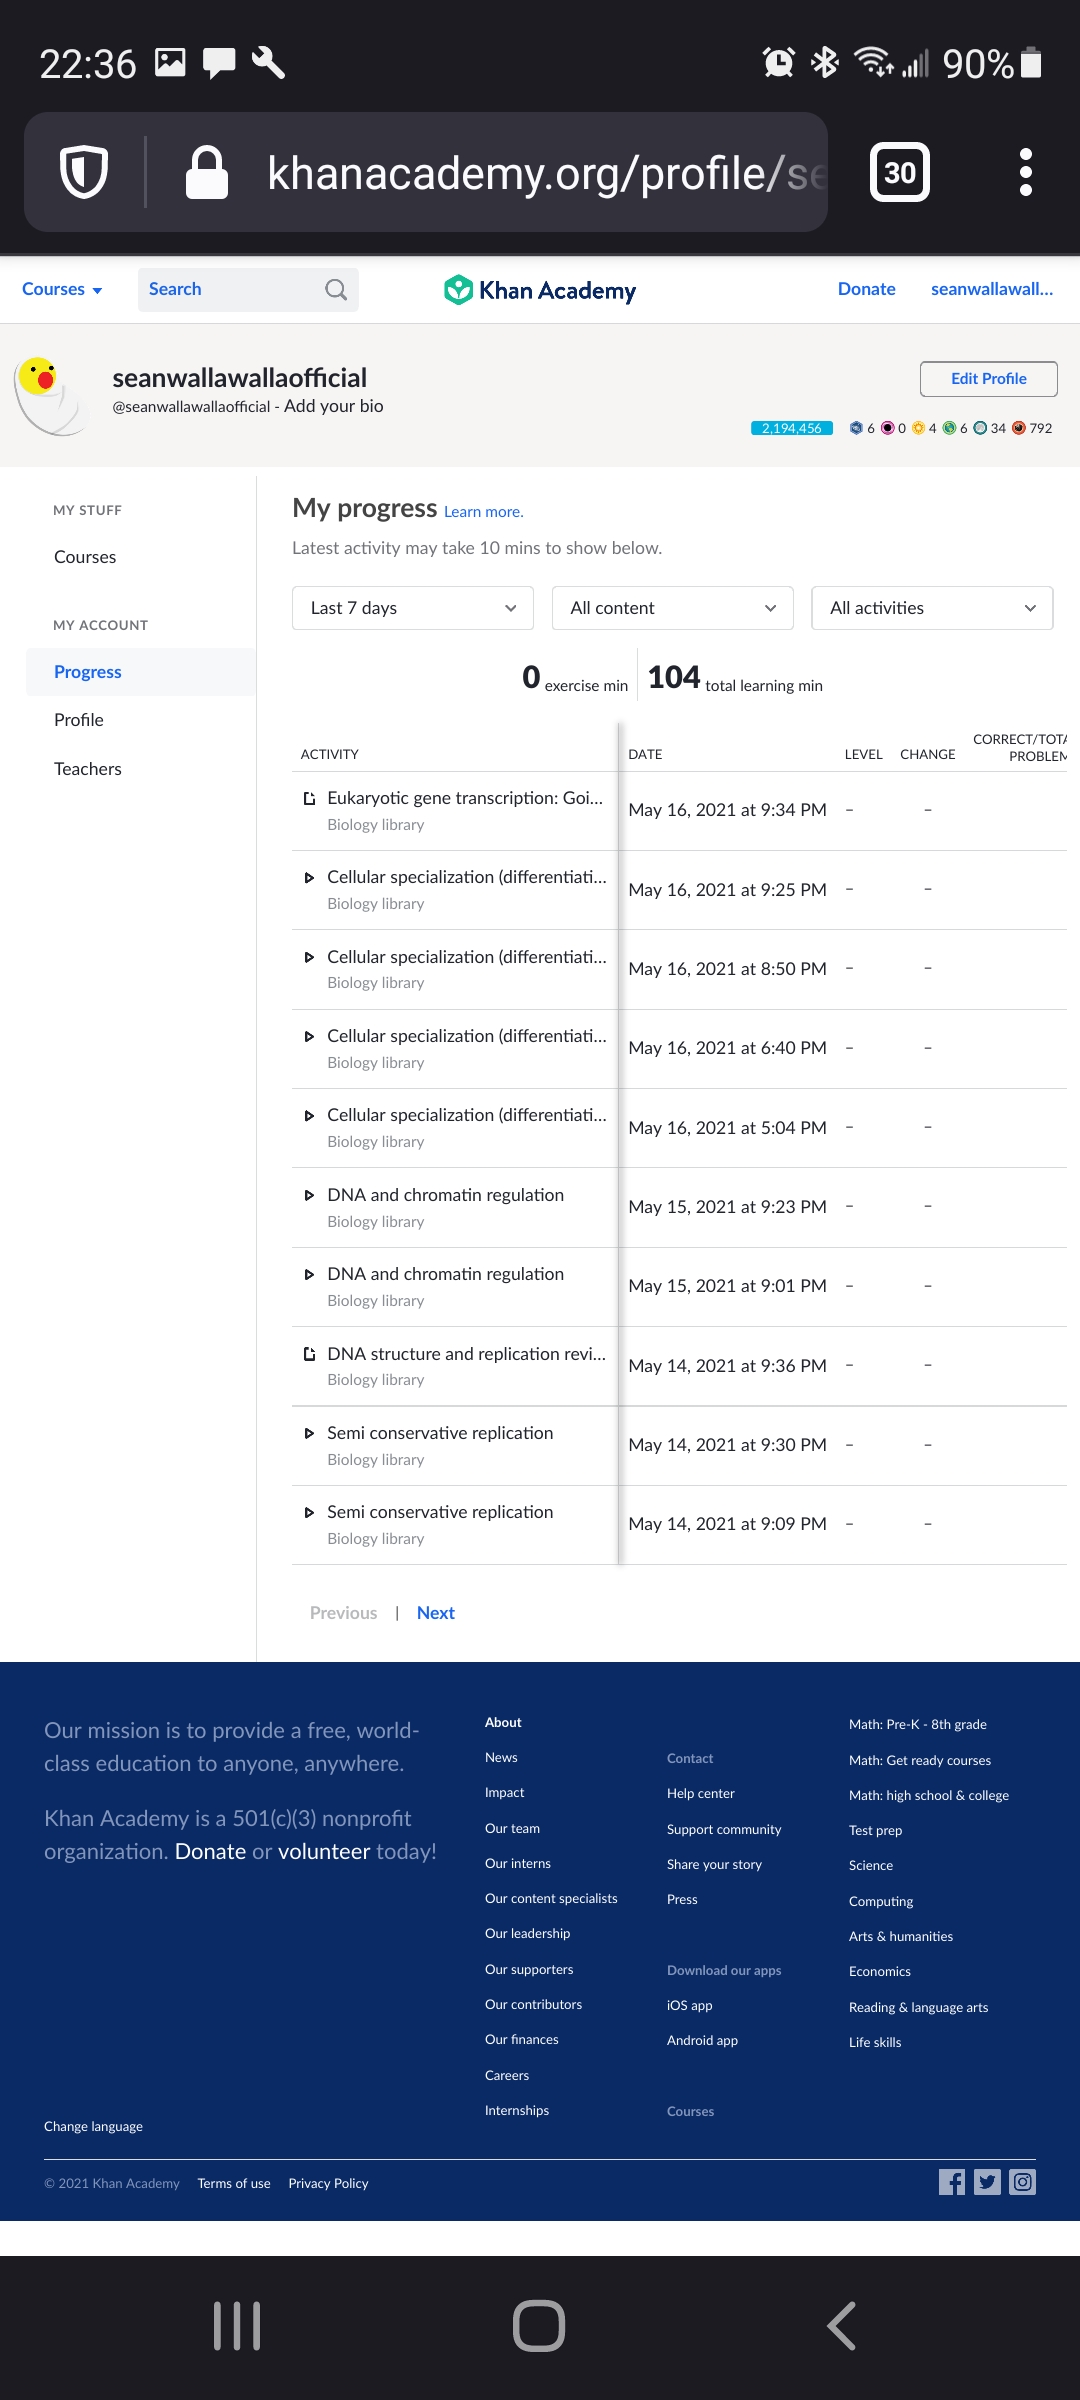 22:36 90%
khanacademy.org/profile/se
30
Courses Search Khan Academy Donate seanwallawall...
seanwallawallaofficial
@seanwallawallaofficial - Add your bio
Edit Profile
2,194,456 6 0 4 6 34 792
MY STUFF
Courses
MY ACCOUNT
Progress
Profile
Teachers
My progress Learn more.
Latest activity may take 10 mins to show below.
Last 7 days All content All activities
0 exercise min 104 total learning min
ACTIVITY DATE LEVEL CHANGE CORRECT/TOTA
PROBLEM
Eukaryotic gene transcription: Goi...
Biology library
May 16, 2021 at 9:34 PM – –
Cellular specialization (differentiati...
Biology library
May 16, 2021 at 9:25 PM – –
Cellular specialization (differentiati...
Biology library
May 16, 2021 at 8:50 PM – –
Cellular specialization (differentiati...
Biology library
May 16, 2021 at 6:40 PM – –
Cellular specialization (differentiati...
Biology library
May 16, 2021 at 5:04 PM – –
DNA and chromatin regulation
Biology library
May 15, 2021 at 9:23 PM – –
DNA and chromatin regulation
Biology library
May 15, 2021 at 9:01 PM – –
DNA structure and replication revi...
Biology library
May 14, 2021 at 9:36 PM – –
Semi conservative replication
Biology library
May 14, 2021 at 9:30 PM – –
Semi conservative replication
Biology library
May 14, 2021 at 9:09 PM – –
Previous | Next
Our mission is to provide a free, world-
class education to anyone, anywhere.
Khan Academy is a 501(c)(3) nonprofit
organization. Donate or volunteer today!
About
News
Impact
Our team
Our interns
Our content specialists
Our leadership
Our supporters
Our contributors
Our finances
Careers
Internships
Contact
Help center
Support community
Share your story
Press
Download our apps
iOS app
Android app
Courses
Math: Pre-K - 8th grade
Math: Get ready courses
Math: high school & college
Test prep
Science
Computing
Arts & humanities
Economics
Reading & language arts
Life skills
Change language
© 2021 Khan Academy Terms of use Privacy Policy